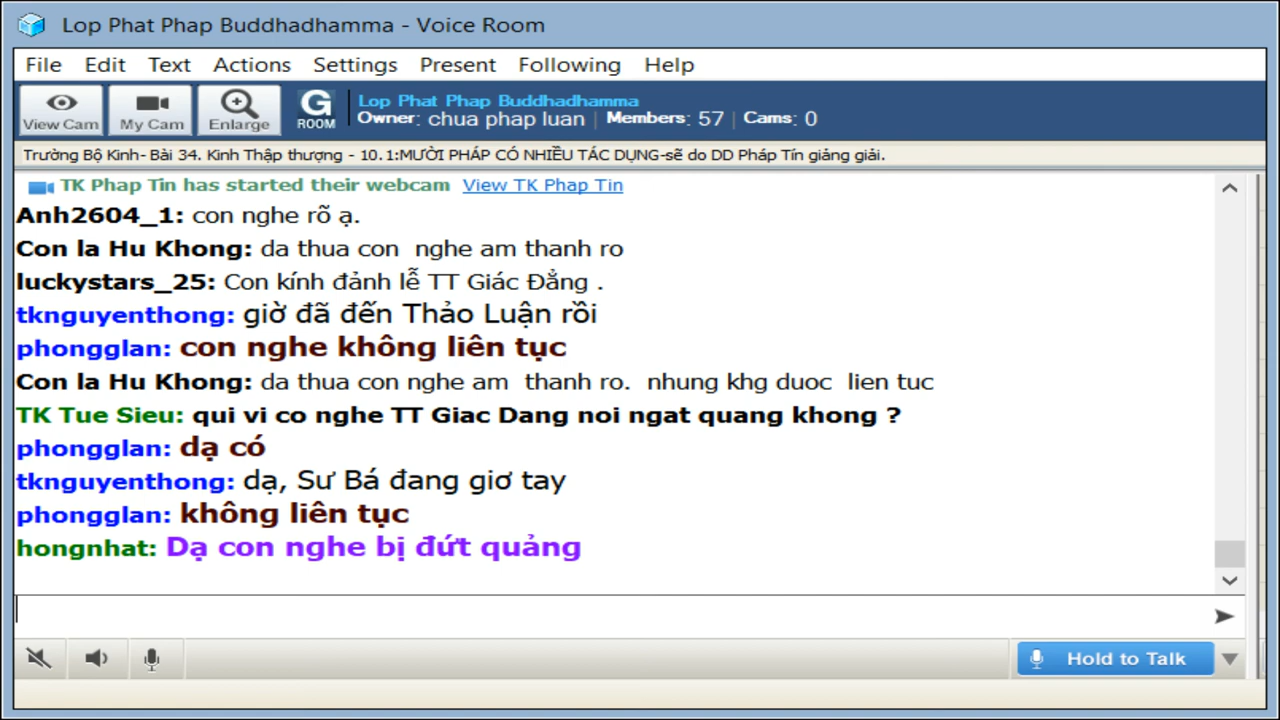 Lop Phat Phap Buddhadhamma - Voice Room
File Edit Text Actions Settings Present Following Help
View Cam My Cam Enlarge G ROOM
Lop Phat Phap Buddhadhamma
Owner: chua phap luan | Members: 57 | Cams: 0
Trường Bộ Kinh- Bài 34. Kinh Thập thượng - 10.1:MƯỜI PHÁP CÓ NHIỀU TÁC DỤNG-sẽ do DD Pháp Tín giảng giải.
TK Phap Tin has started their webcam View TK Phap Tin
Anh2604_1: con nghe rõ ạ.
Con la Hu Khong: da thua con nghe am thanh ro
luckystars_25: Con kính đảnh lễ TT Giác Đẳng .
tknguyenthong: giờ đã đến Thảo Luận rồi
phongglan: con nghe không liên tục
Con la Hu Khong: da thua con nghe am thanh ro. nhung khg duoc lien tuc
TK Tue Sieu: qui vi co nghe TT Giac Dang noi ngat quang khong ?
phongglan: dạ có
tknguyenthong: dạ, Sư Bá đang giơ tay
phongglan: không liên tục
hongnhat: Dạ con nghe bị đứt quảng
Hold to Talk